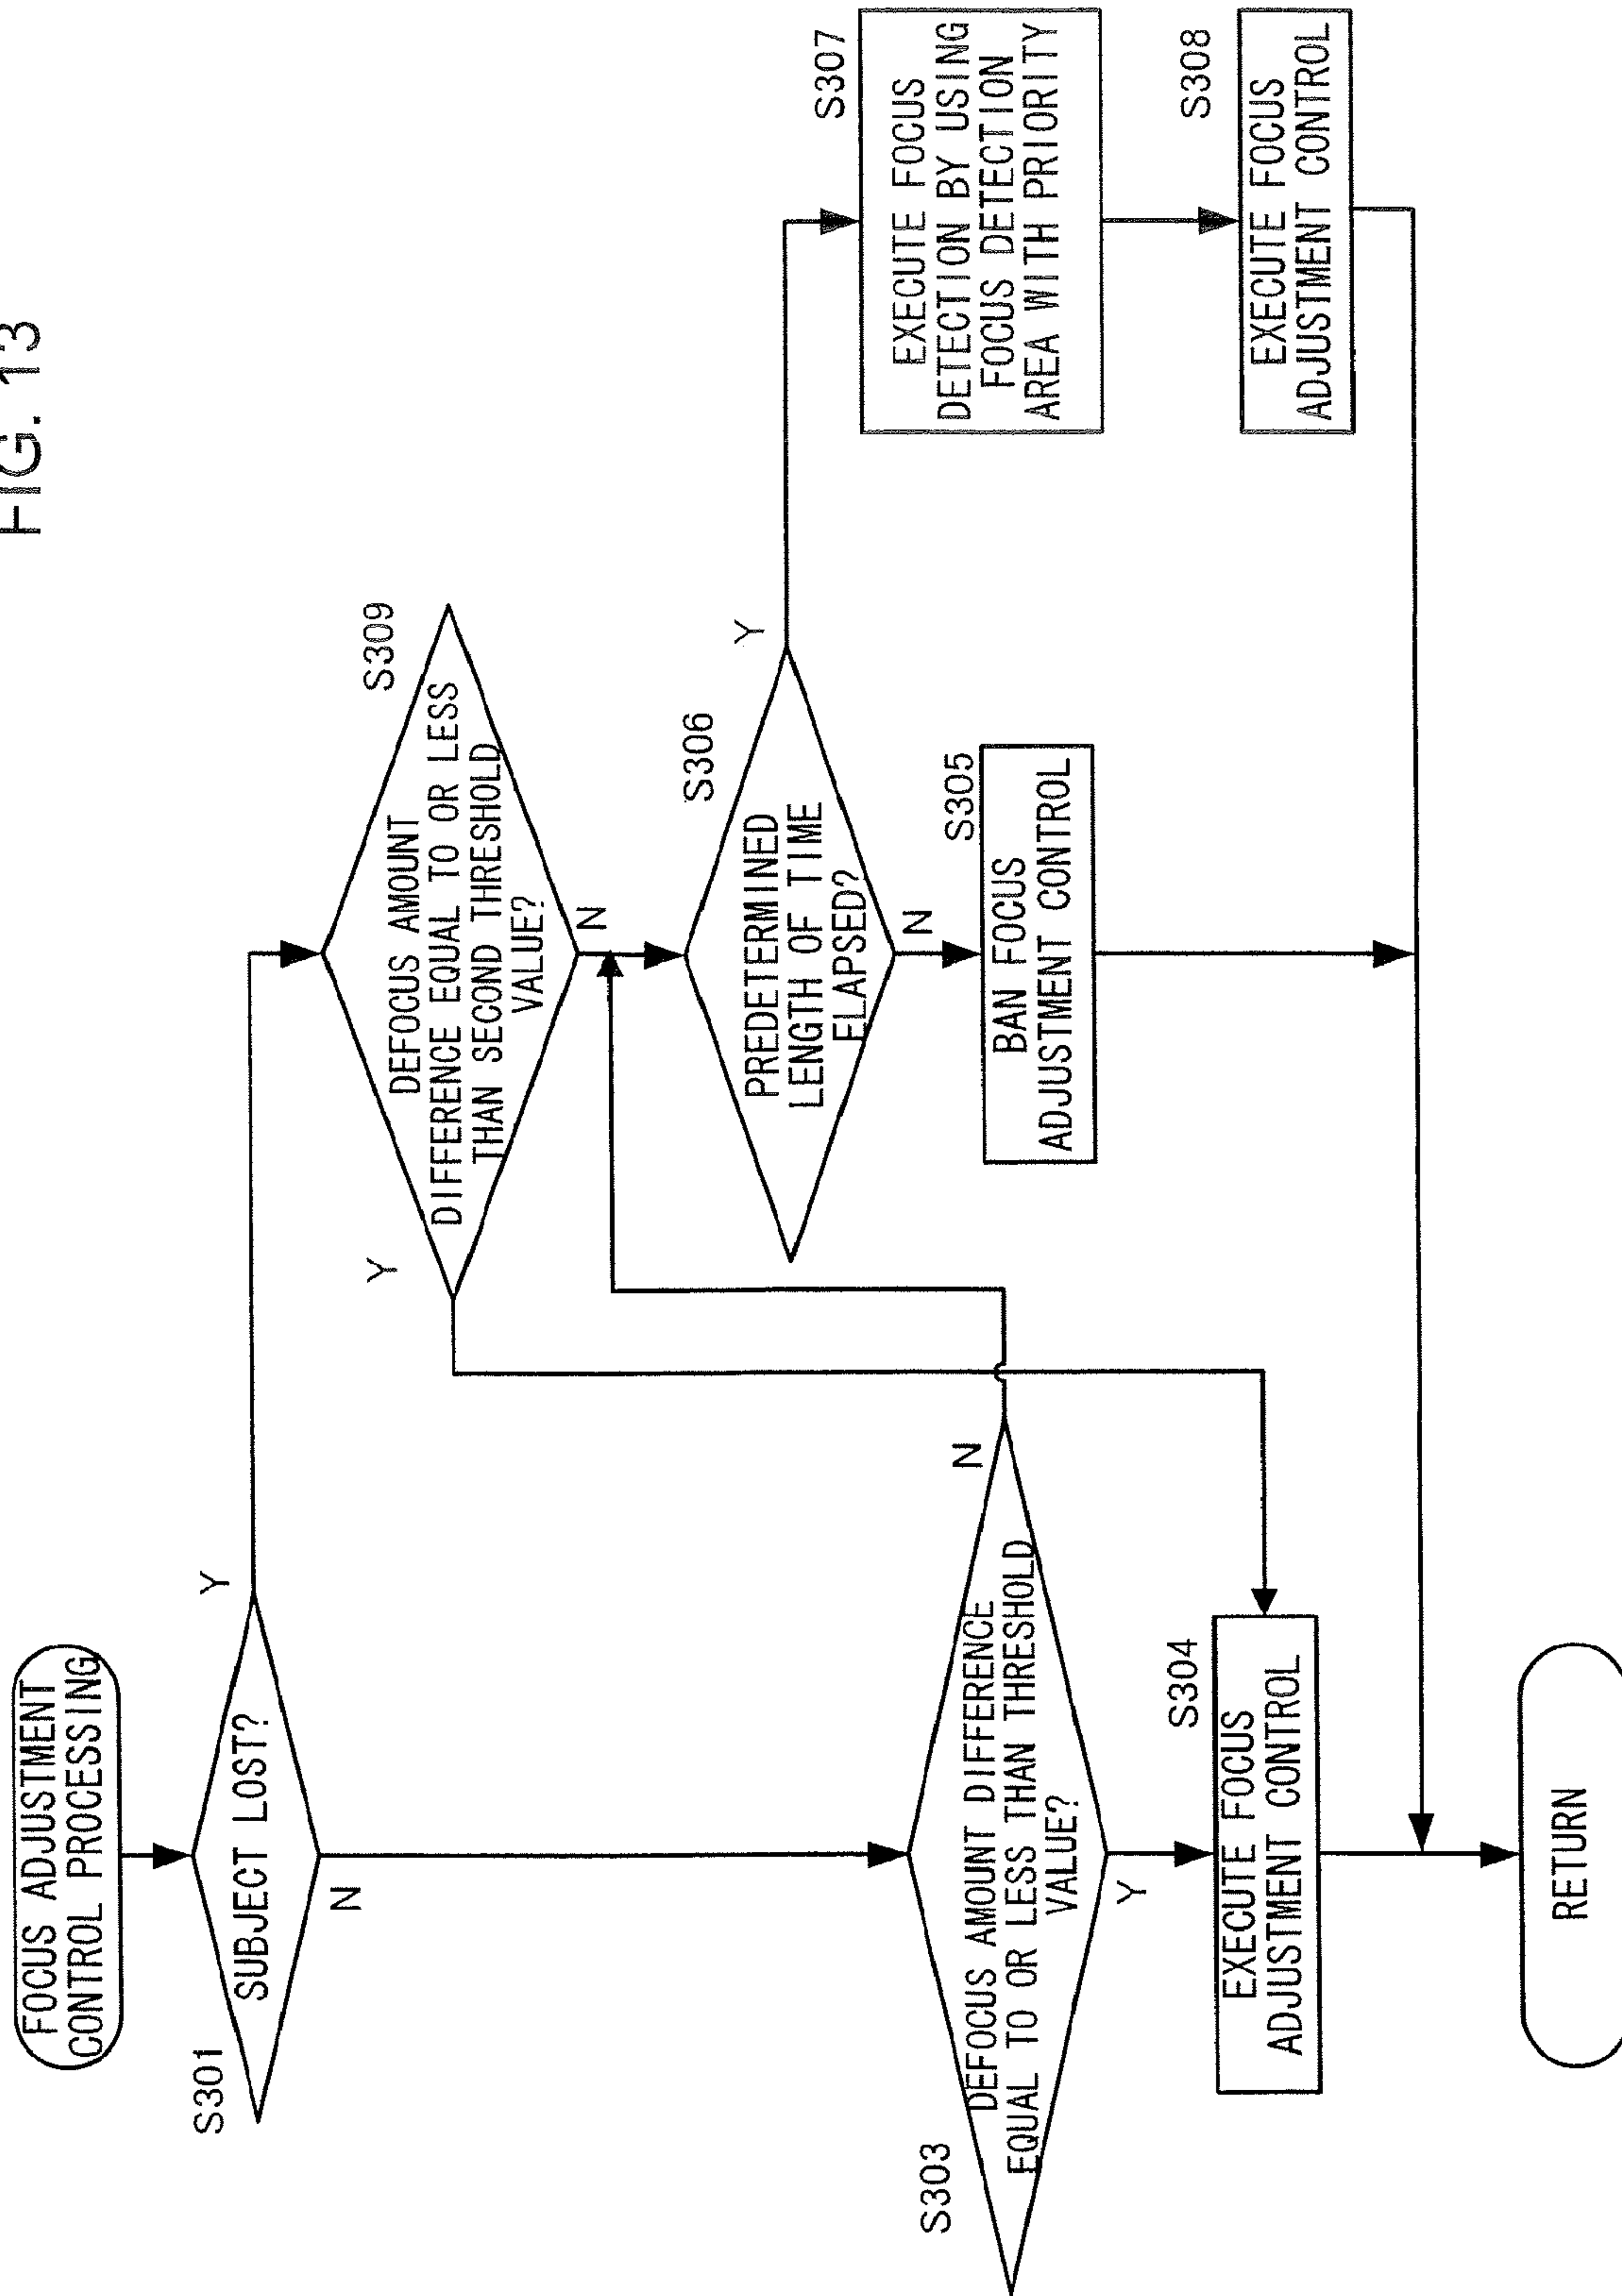 FIG. 13
FOCUS ADJUSTMENT
CONTROL PROCESSING
S301
SUBJECT LOST?
Y
N
S309
DEFOCUS AMOUNT
DIFFERENCE EQUAL TO OR LESS
THAN SECOND THRESHOLD
VALUE?
Y
N
S303
DEFOCUS AMOUNT DIFFERENCE
EQUAL TO OR LESS THAN THRESHOLD
VALUE?
N
Y
S306
PREDETERMINED
LENGTH OF TIME
ELAPSED?
Y
N
S307
EXECUTE FOCUS
DETECTION BY USING
FOCUS DETECTION
AREA WITH PRIORITY
S304
EXECUTE FOCUS
ADJUSTMENT CONTROL
S305
BAN FOCUS
ADJUSTMENT CONTROL
S308
EXECUTE FOCUS
ADJUSTMENT CONTROL
RETURN